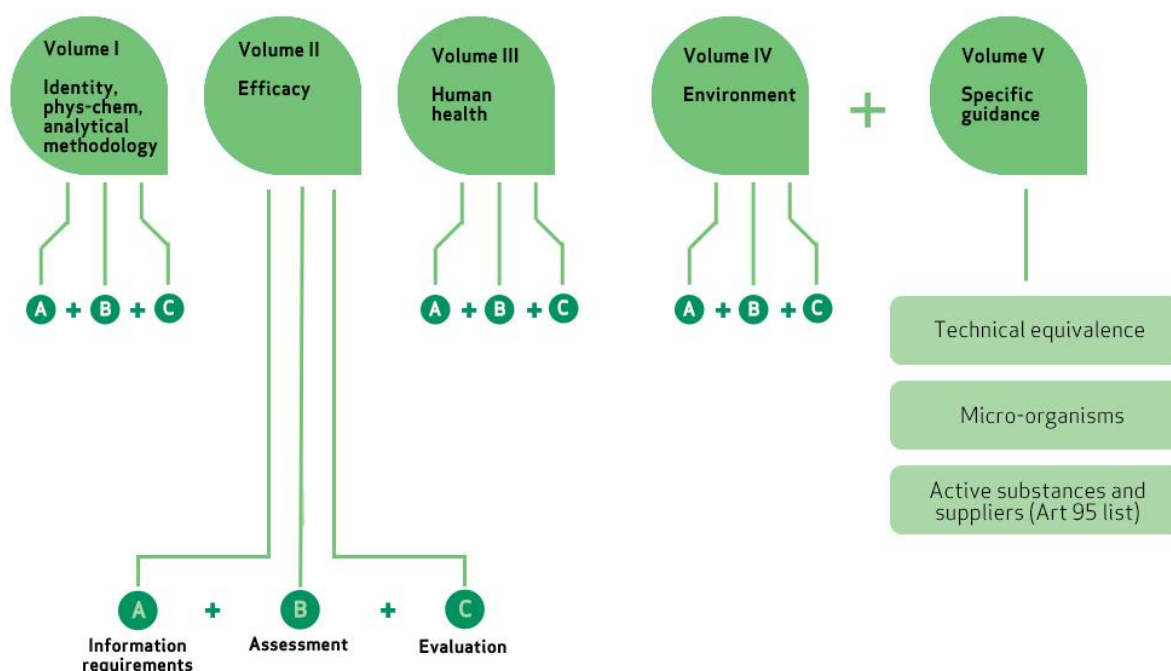 Volume I
Identity,
phys-chem,
analytical
methodology
Volume II
Efficacy
Volume III
Human
health
Volume IV
Environment
+
Volume V
Specific
guidance
A + B + C
A + B + C
A + B + C
Technical equivalence
Micro-organisms
Active substances and
suppliers (Art 95 list)
A + B + C
Information
requirements
Assessment
Evaluation